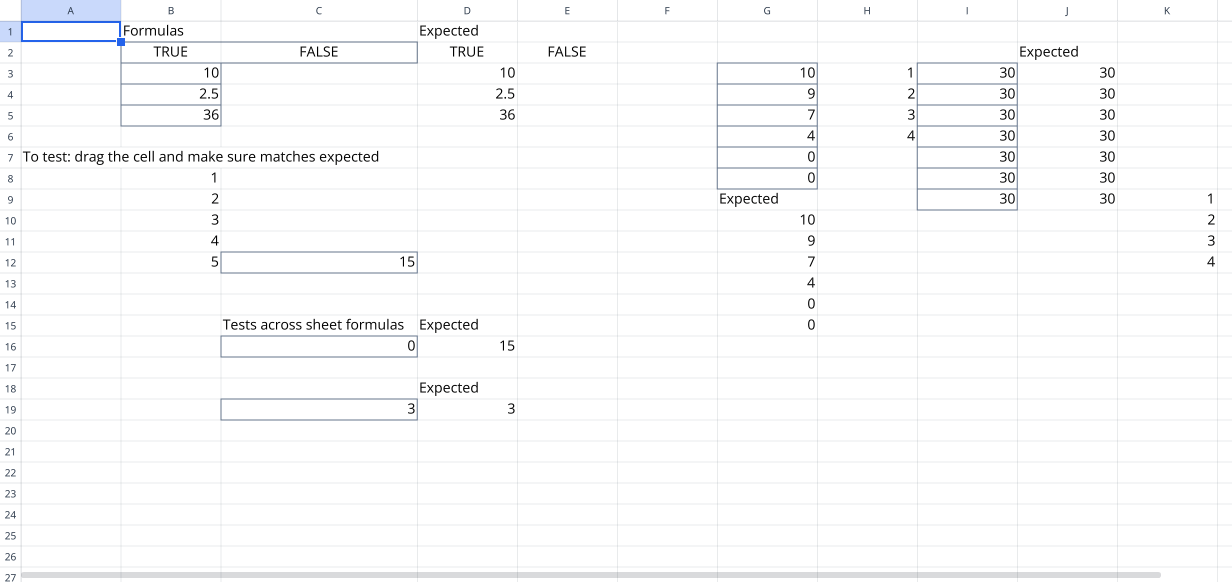 A B C D E F G H I J K
1 Formulas Expected
2 TRUE FALSE TRUE FALSE Expected
3 10 10 10 1 30 30
4 2.5 2.5 9 2 30 30
5 36 36 7 3 30 30
6 4 4 30 30
7 To test: drag the cell and make sure matches expected 0 30 30
8 1 0 30 30
9 2 Expected 30 30 1
10 3 10 2
11 4 9 3
12 5 15 7 4
13 4
14 0
15 Tests across sheet formulas Expected 0
16 0 15
17
18 Expected
19 3 3
20
21
22
23
24
25
26
27